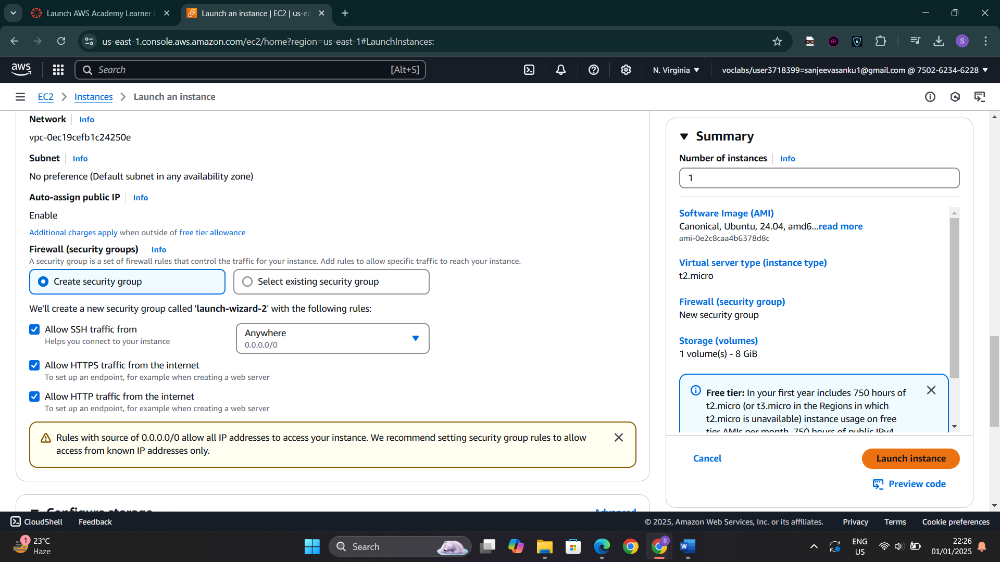 Launch AWS Academy Learner
Launch an instance | EC2 | us-ea
us-east-1.console.aws.amazon.com/ec2/home?region=us-east-1#LaunchInstances:
S
aws
Search
[Alt+S]
N. Virginia
voclabs/user3718399=sanjeevasanku1@gmail.com @ 7502-6234-6228
EC2
Instances
Launch an instance
Network
Info
vpc-0ec19cefb1c24250e
Subnet
Info
No preference (Default subnet in any availability zone)
Auto-assign public IP
Info
Enable
Additional charges apply when outside of free tier allowance
Firewall (security groups)
Info
A security group is a set of firewall rules that control the traffic for your instance. Add rules to allow specific traffic to reach your instance.
Create security group
Select existing security group
We'll create a new security group called 'launch-wizard-2' with the following rules:
Allow SSH traffic from
Helps you connect to your instance
Anywhere
0.0.0.0/0
Allow HTTPS traffic from the internet
To set up an endpoint, for example when creating a web server
Allow HTTP traffic from the internet
To set up an endpoint, for example when creating a web server
Rules with source of 0.0.0.0/0 allow all IP addresses to access your instance. We recommend setting security group rules to allow
access from known IP addresses only.
Configure storage
Advanced
Summary
Number of instances
Info
1
Software Image (AMI)
Canonical, Ubuntu, 24.04, amd6...read more
ami-0e2c8caa4b6378d8c
Virtual server type (instance type)
t2.micro
Firewall (security group)
New security group
Storage (volumes)
1 volume(s) - 8 GiB
Free tier: In your first year includes 750 hours of
t2.micro (or t3.micro in the Regions in which
t2.micro is unavailable) instance usage on free
tier AMIs per month, 750 hours of public IPv4
Cancel
Launch instance
Preview code
CloudShell
Feedback
© 2025, Amazon Web Services, Inc. or its affiliates.
Privacy
Terms
Cookie preferences
1
23°C
Haze
Search
S
W
ENG
US
22:26
01/01/2025